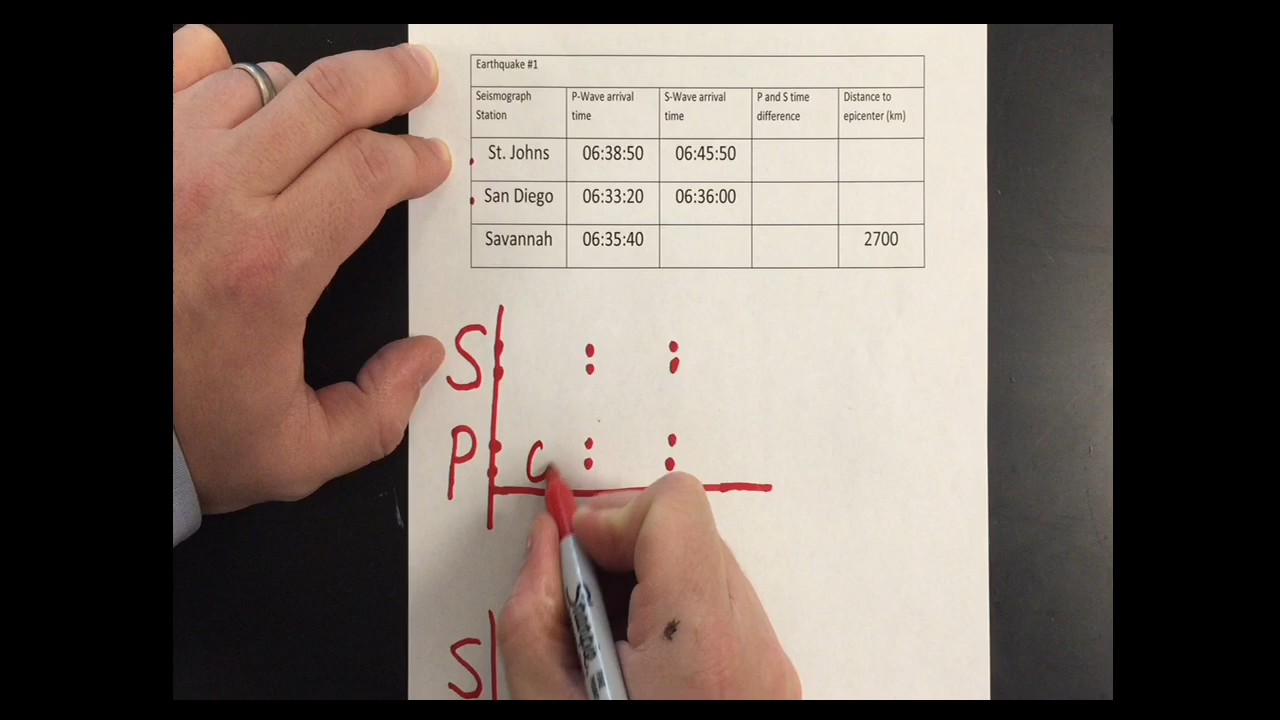 Earthquake #1
Seismograph Station P-Wave arrival time S-Wave arrival time P and S time difference Distance to epicenter (km)
St. Johns 06:38:50 06:45:50
San Diego 06:33:20 06:36:00
Savannah 06:35:40 2700
S : : :
P : : :
Sharpie
S